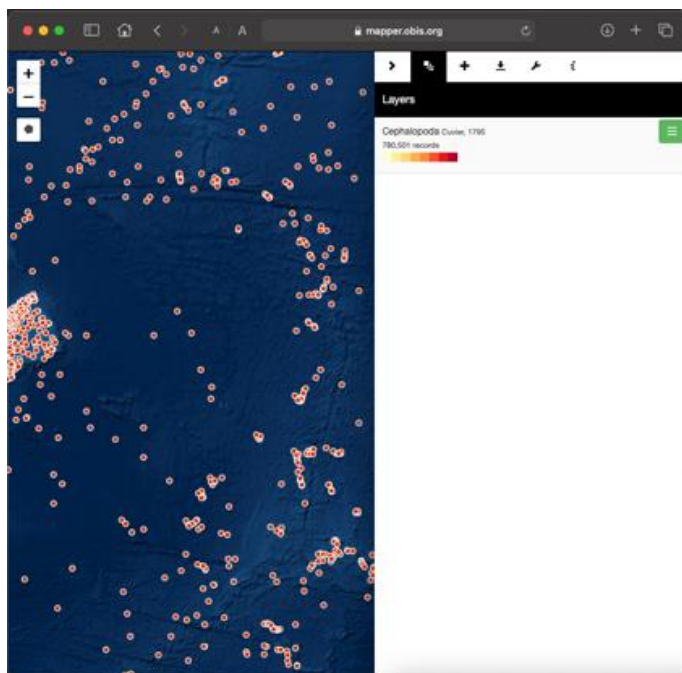 A A mapper.obis.org
Layers
Cephalopoda Cuvier, 1795
780,501 records